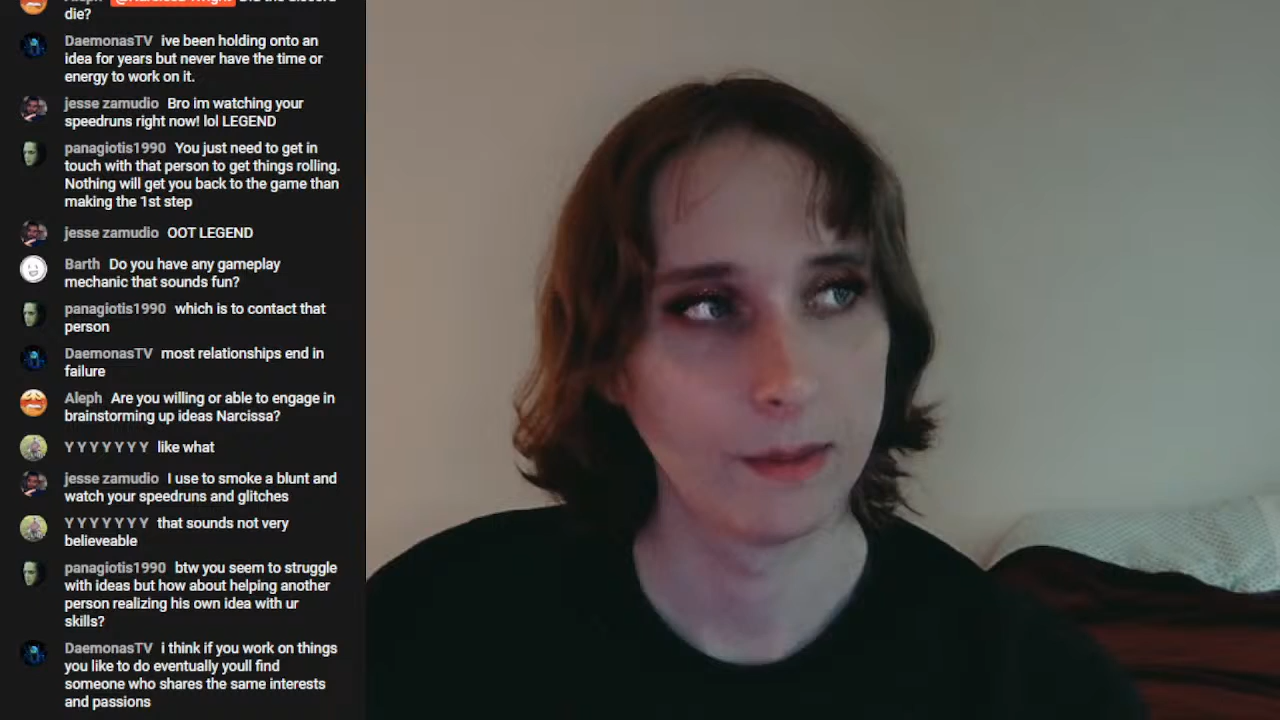 Aleph @Narcissa Wright Did the discord
die?
DaemonasTV ive been holding onto an
idea for years but never have the time or
energy to work on it.
jesse zamudio Bro im watching your
speedruns right now! lol LEGEND
panagiotis1990 You just need to get in
touch with that person to get things rolling.
Nothing will get you back to the game than
making the 1st step
jesse zamudio OOT LEGEND
Barth Do you have any gameplay
mechanic that sounds fun?
panagiotis1990 which is to contact that
person
DaemonasTV most relationships end in
failure
Aleph Are you willing or able to engage in
brainstorming up ideas Narcissa?
Y Y Y Y Y Y Y like what
jesse zamudio I use to smoke a blunt and
watch your speedruns and glitches
Y Y Y Y Y Y Y that sounds not very
believeable
panagiotis1990 btw you seem to struggle
with ideas but how about helping another
person realizing his own idea with ur
skills?
DaemonasTV i think if you work on things
you like to do eventually youll find
someone who shares the same interests
and passions